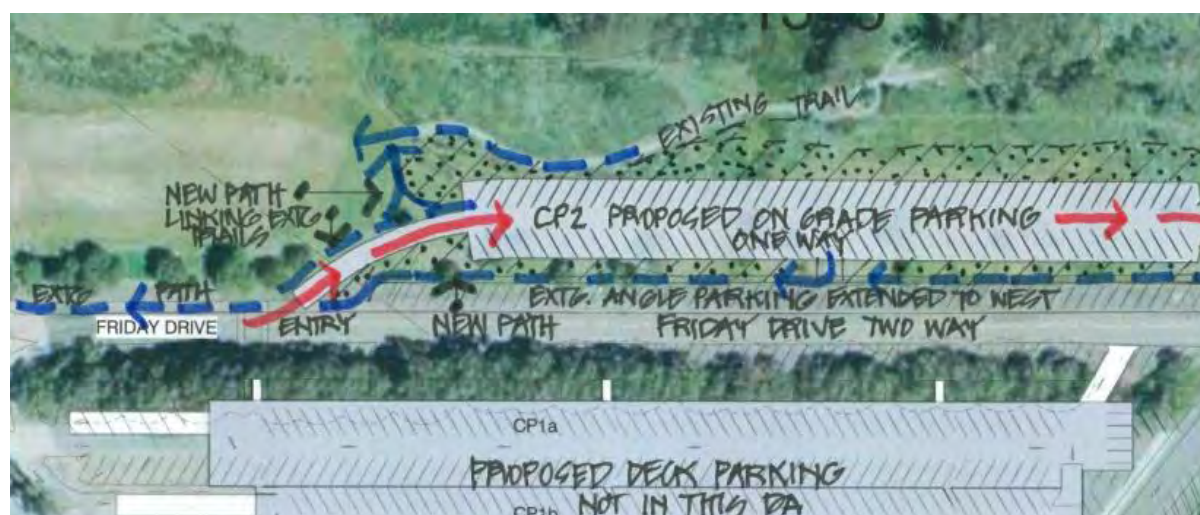 EXISTING TRAIL
NEW PATH
LINKING EXTG
TRAILS
CP2 PROPOSED ON GRADE PARKING
ONE WAY
EXTG PATH
EXTG. ANGLE PARKING EXTENDED TO WEST
FRIDAY DRIVE
ENTRY
NEW PATH
FRIDAY DRIVE TWO WAY
CP1a
PROPOSED DECK PARKING
NOT IN THIS DA
CP1b